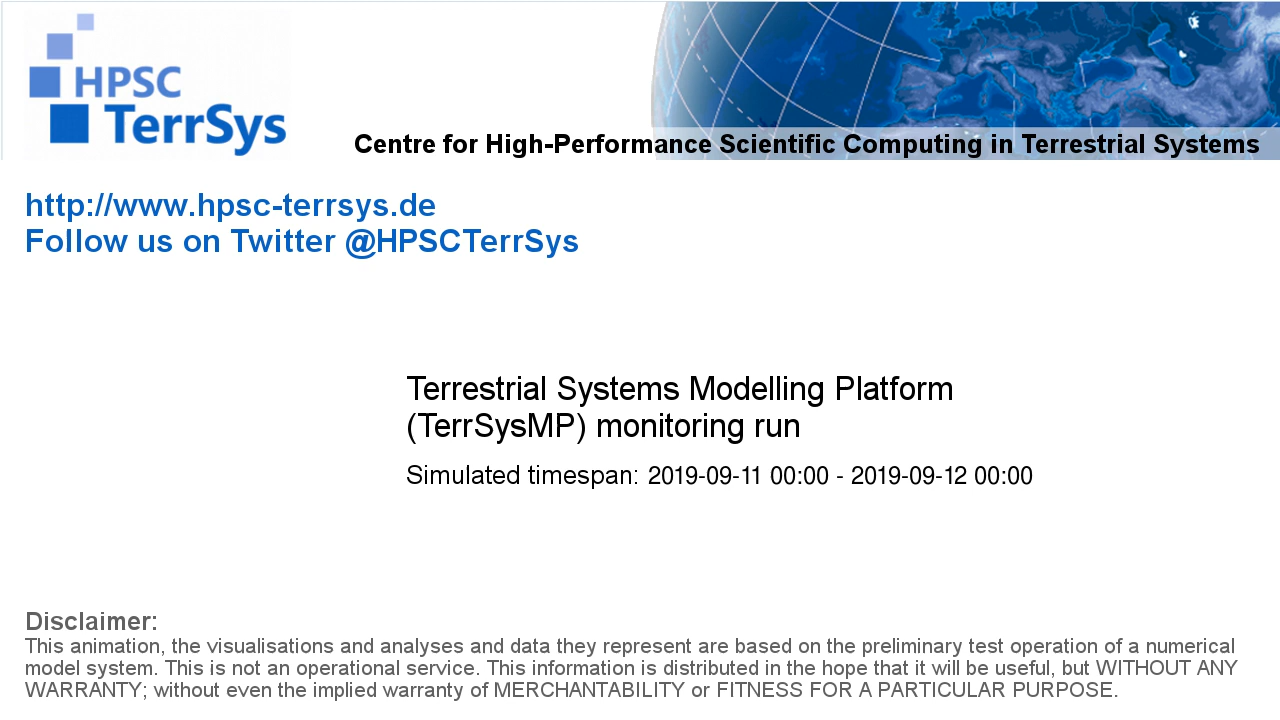 HPSC
TerrSys
Centre for High-Performance Scientific Computing in Terrestrial Systems
http://www.hpsc-terrsys.de
Follow us on Twitter @HPSCTerrSys
Terrestrial Systems Modelling Platform
(TerrSysMP) monitoring run
Simulated timespan: 2019-09-11 00:00 - 2019-09-12 00:00
Disclaimer:
This animation, the visualisations and analyses and data they represent are based on the preliminary test operation of a numerical
model system. This is not an operational service. This information is distributed in the hope that it will be useful, but WITHOUT ANY
WARRANTY; without even the implied warranty of MERCHANTABILITY or FITNESS FOR A PARTICULAR PURPOSE.